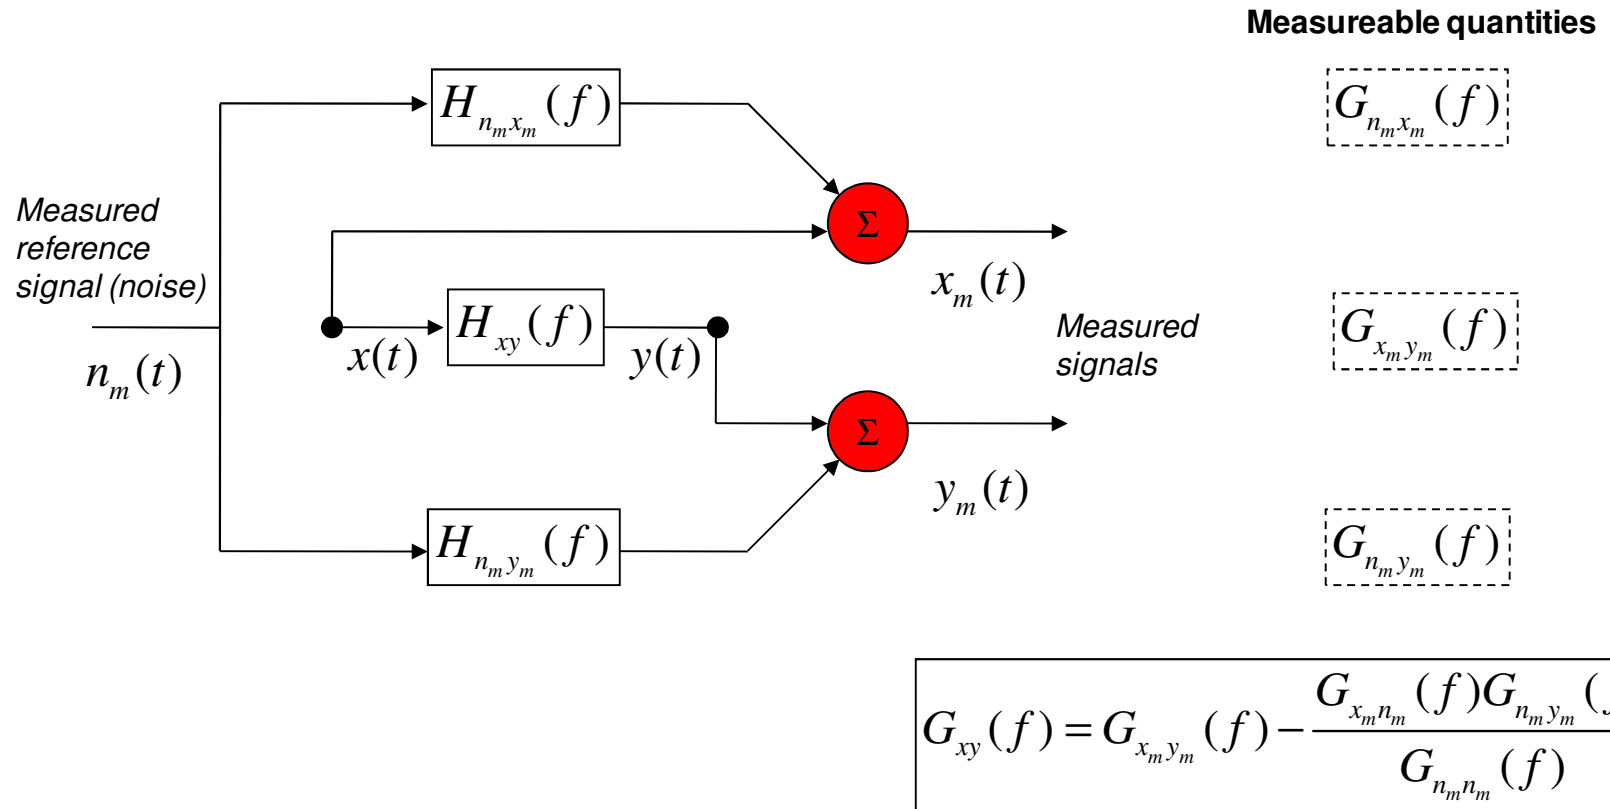 Measureable quantities
H_{n_m x_m}(f)
G_{n_m x_m}(f)
Measured
reference
signal (noise)
Σ
x_m(t)
H_{xy}(f)
G_{x_m y_m}(f)
Measured
signals
n_m(t)
x(t)
y(t)
Σ
y_m(t)
H_{n_m y_m}(f)
G_{n_m y_m}(f)
G_{xy}(f) = G_{x_m y_m}(f) - \frac{G_{x_m n_m}(f)G_{n_m y_m}(}{G_{n_m n_m}(f)}